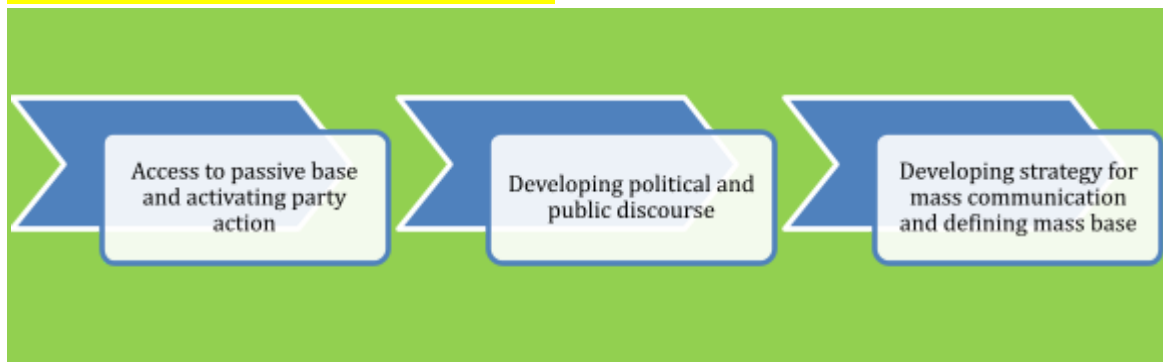 Access to passive base
and activating party
action
Developing political and
public discourse
Developing strategy for
mass communication
and defining mass base